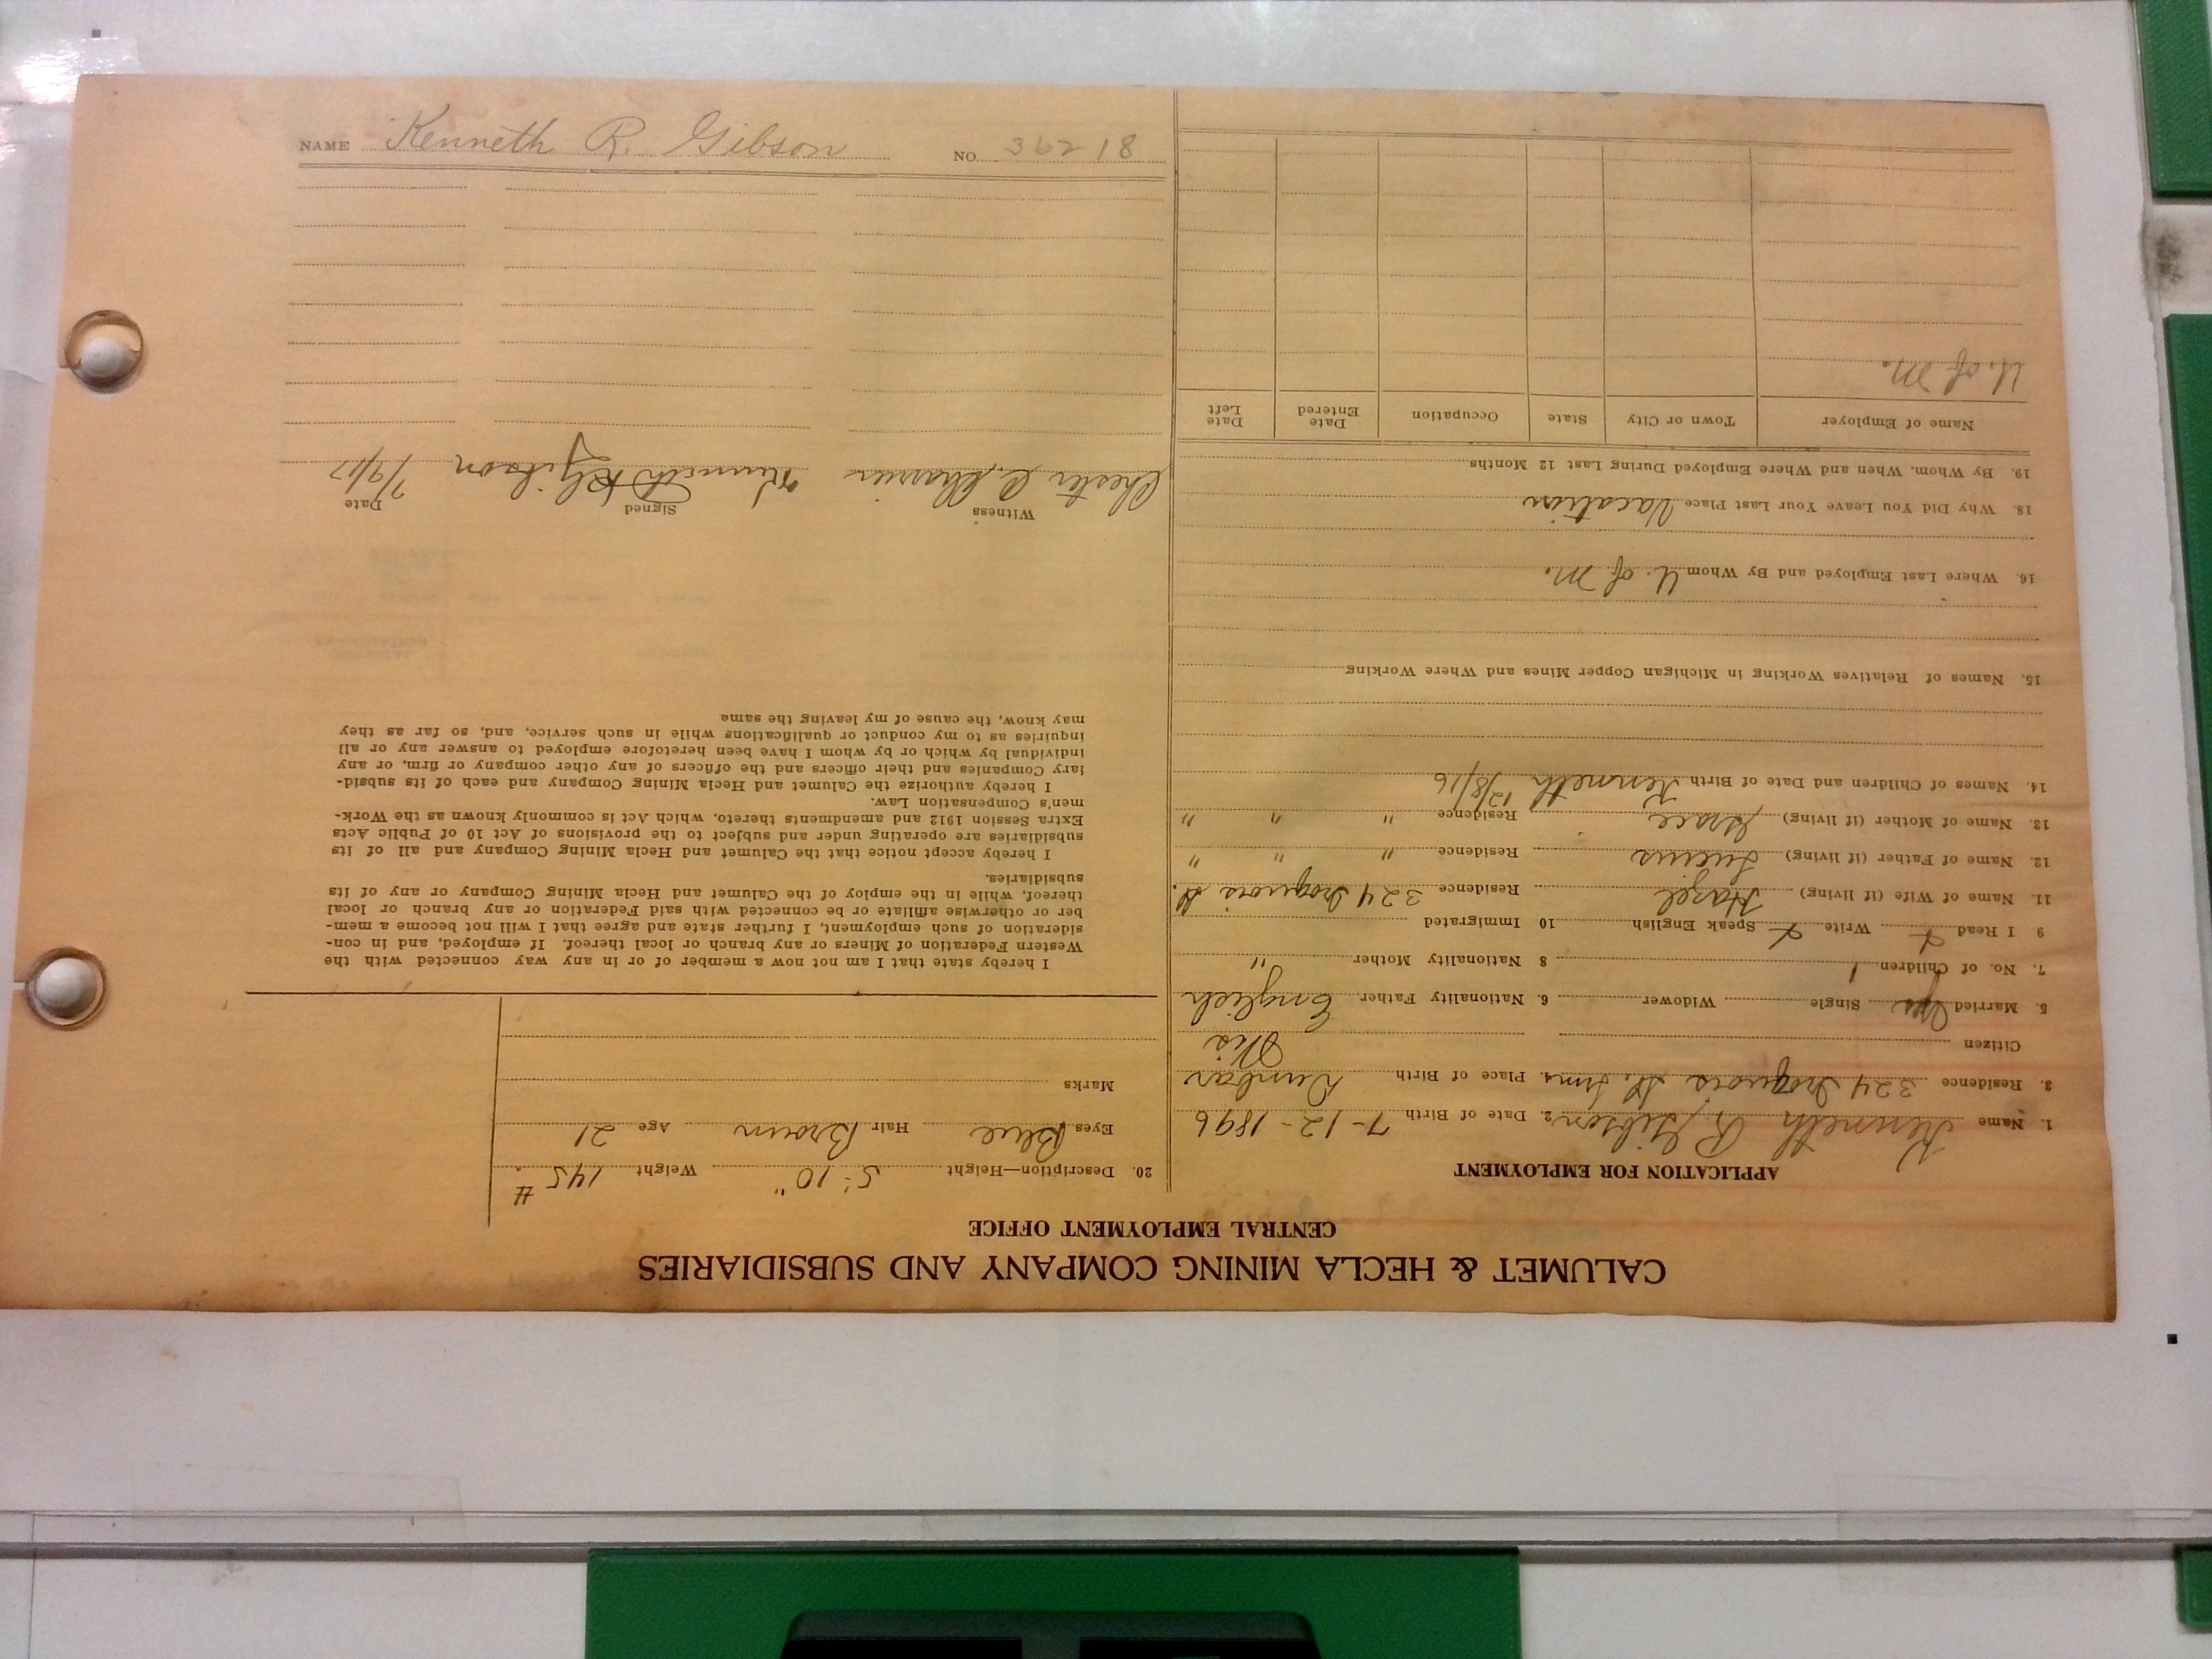 CALUMET & HECLA MINING COMPANY AND SUBSIDIARIES
CENTRAL EMPLOYMENT OFFICE
APPLICATION FOR EMPLOYMENT
1. Name Kenneth R. Gibson 2. Date of Birth 7-12-1896
3. Residence 324 Iroquois St. 4. Place of Birth Dunbar
Citizen Wis
5. Married Yes Single Widower 6. Nationality Father English
7. No. of Children 1 8 Nationality Mother "
9 I Read Write Speak English 10 Immigrated
11. Name of Wife (if living) Hazel Residence 324 Iroquois St.
12. Name of Father (if living) Lucius Residence " " "
13. Name of Mother (if living) Grace Residence " " "
14. Names of Children and Date of Birth Kenneth 12/8/16
15. Names of Relatives Working in Michigan Copper Mines and Where Working
16. Where Last Employed and By Whom U. of M.
18. Why Did You Leave Your Last Place Vacation
19. By Whom, When and Where Employed During Last 12 Months
Name of Employer Town or City State Occupation Date Entered Date Left
U. of M.
20. Description—Height 5' 10" Weight 145 #
Eyes Blue Hair Brown Age 21
Marks
I hereby state that I am not now a member of or in any way connected with the
Western Federation of Miners or any branch or local thereof. If employed, and in con-
sideration of such employment, I further state and agree that I will not become a mem-
ber or otherwise affiliate or be connected with said Federation or any branch or local
thereof, while in the employ of the Calumet and Hecla Mining Company or any of its
subsidiaries.
I hereby accept notice that the Calumet and Hecla Mining Company and all of its
subsidiaries are operating under and subject to the provisions of Act 10 of Public Acts
Extra Session 1912 and amendments thereto, which Act is commonly known as the Work-
men's Compensation Law.
I hereby authorize the Calumet and Hecla Mining Company and each of its subsid-
iary Companies and their officers and the officers of any other company or firm, or any
individual by which or by whom I have been heretofore employed to answer any or all
inquiries as to my conduct or qualifications while in such service, and, so far as they
may know, the cause of my leaving the same
Witness Signed Date
Chester C. Kenneth R Gibson 7/9/17
NAME Kenneth R. Gibson NO. 36218